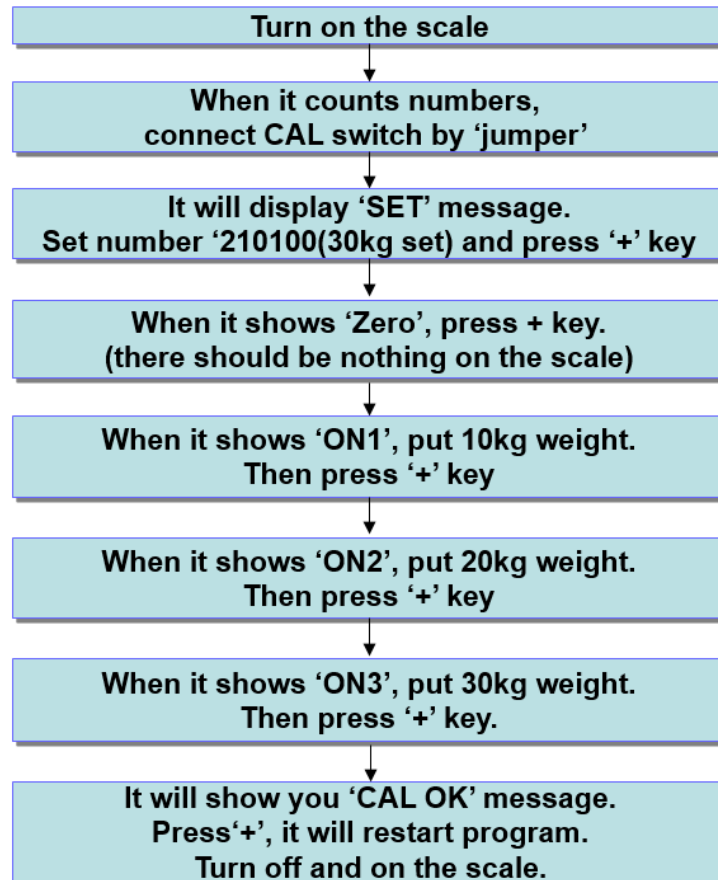 Turn on the scale
When it counts numbers,
connect CAL switch by ‘jumper’
It will display ‘SET’ message.
Set number ‘210100(30kg set) and press ‘+’ key
When it shows ‘Zero’, press + key.
(there should be nothing on the scale)
When it shows ‘ON1’, put 10kg weight.
Then press ‘+’ key
When it shows ‘ON2’, put 20kg weight.
Then press ‘+’ key
When it shows ‘ON3’, put 30kg weight.
Then press ‘+’ key.
It will show you ‘CAL OK’ message.
Press‘+’, it will restart program.
Turn off and on the scale.